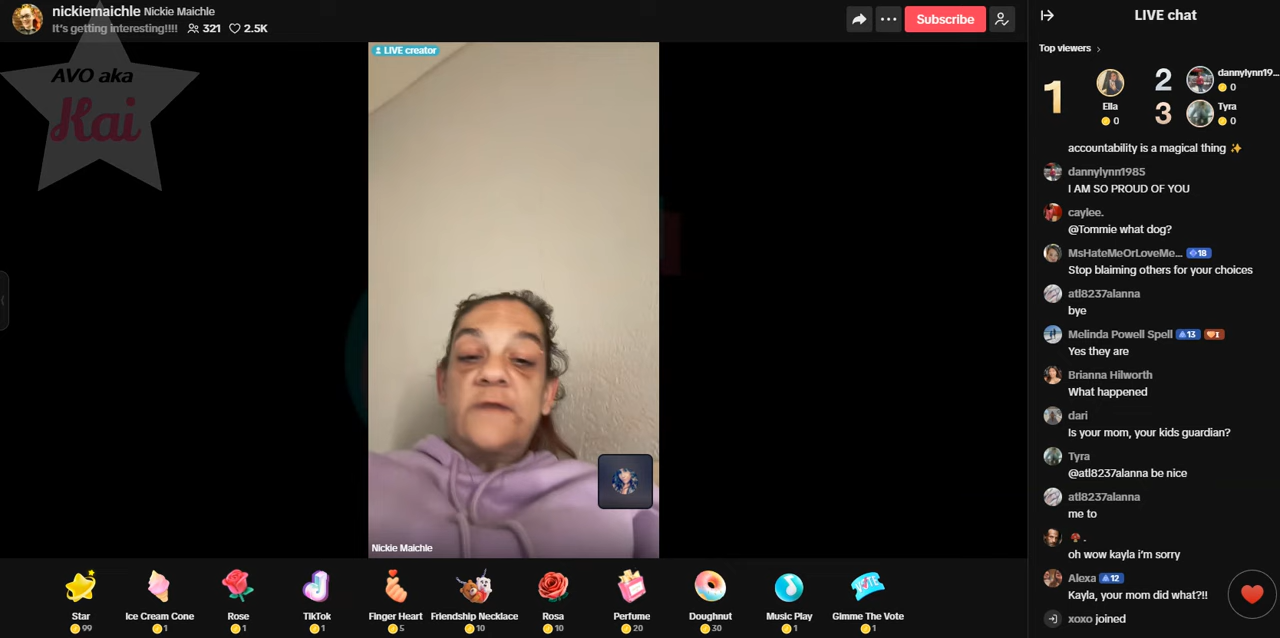 nickiemaichle Nickie Maichle
It's getting interesting!!!! 321 2.5K
Subscribe
AVO aka
Kai
LIVE creator
Nickie Maichle
Star
99
Ice Cream Cone
1
Rose
1
TikTok
1
Finger Heart
5
Friendship Necklace
10
Rosa
10
Perfume
20
Doughnut
30
Music Play
1
Gimme The Vote
1
LIVE chat
Top viewers
1
Ella
0
2
dannylynn19...
0
3
Tyra
0
accountability is a magical thing ✨
dannylynn1985
I AM SO PROUD OF YOU
caylee.
@Tommie what dog?
MsHateMeOrLoveMe... 18
Stop blaiming others for your choices
atl8237alanna
bye
Melinda Powell Spell 13 I
Yes they are
Brianna Hilworth
What happened
dari
Is your mom, your kids guardian?
Tyra
@atl8237alanna be nice
atl8237alanna
me to
🍄 .
oh wow kayla i'm sorry
Alexa 12
Kayla, your mom did what?!!
xoxo joined